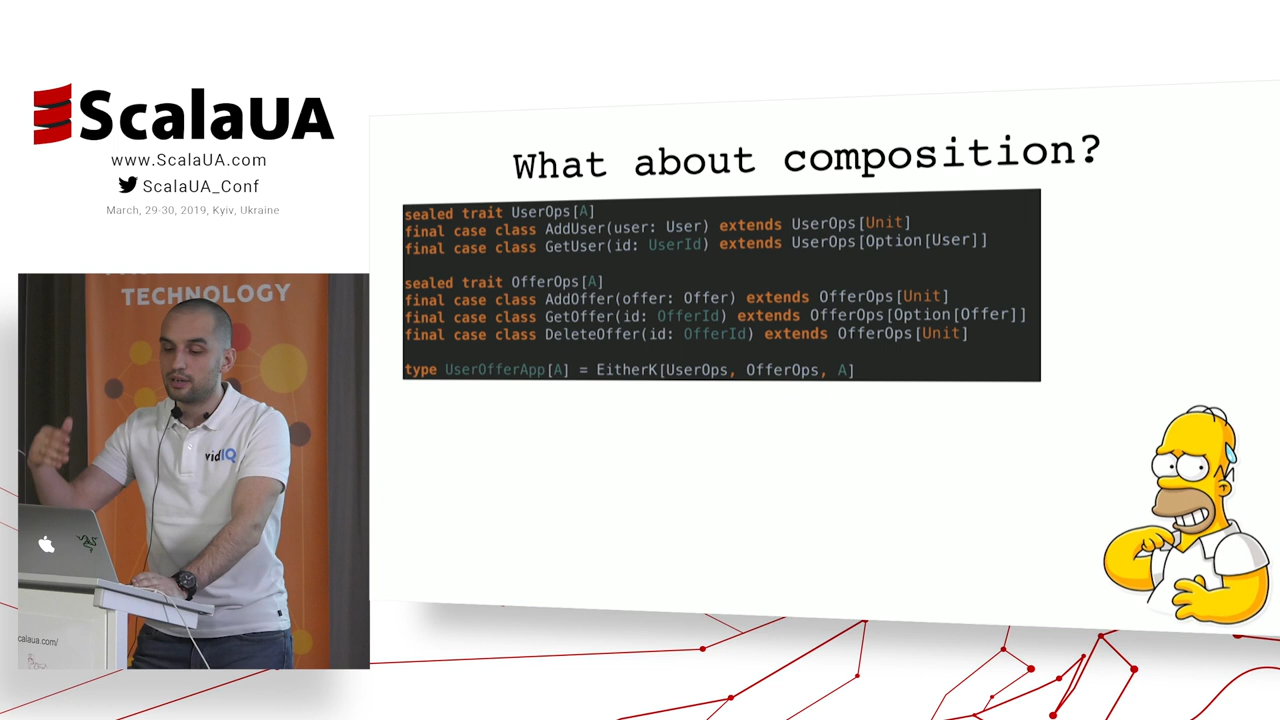 ScalaUA
www.ScalaUA.com
ScalaUA_Conf
March, 29-30, 2019, Kyiv, Ukraine
TECHNOLOGY
vidIQ
calaua.com/
What about composition?
sealed trait UserOps[A]
final case class AddUser(user: User) extends UserOps[Unit]
final case class GetUser(id: UserId) extends UserOps[Option[User]]
sealed trait OfferOps[A]
final case class AddOffer(offer: Offer) extends OfferOps[Unit]
final case class GetOffer(id: OfferId) extends OfferOps[Option[Offer]]
final case class DeleteOffer(id: OfferId) extends OfferOps[Unit]
type UserOfferApp[A] = EitherK[UserOps, OfferOps, A]